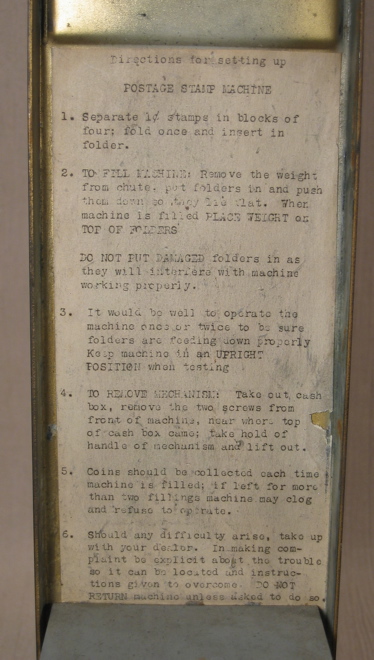 Directions for setting up
POSTAGE STAMP MACHINE
1. Separate 1¢ stamps in blocks of
four; fold once and insert in
folder.
2. TO FILL MACHINE: Remove the weight
from chute, put folders in and push
them down so they lie flat. When
machine is filled PLACE WEIGHT on
TOP OF FOLDERS
DO NOT PUT DAMAGED folders in as
they will interfere with machine
working properly.
3. It would be well to operate the
machine once or twice to be sure
folders are feeding down properly
Keep machine in an UPRIGHT
POSITION when testing
4. TO REMOVE MECHANISM: Take out cash
box, remove the two screws from
front of machine, near where top
of cash box came; take hold of
handle of mechanism and lift out.
5. Coins should be collected each time
machine is filled; if left for more
than two fillings machine may clog
and refuse to operate.
6. Should any difficulty arise, take up
with your dealer. In making com-
plaint be explicit about the trouble
so it can be located and instruc-
tions given to overcome. DO NOT
RETURN machine unless asked to do so.